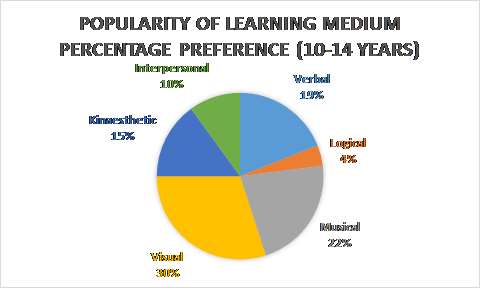 POPULARITY OF LEARNING MEDIUM
PERCENTAGE PREFERENCE (10-14 YEARS)
Interpersonal
10%
Verbal
19%
Kinaesthetic
15%
Logical
4%
Musical
22%
Visual
30%